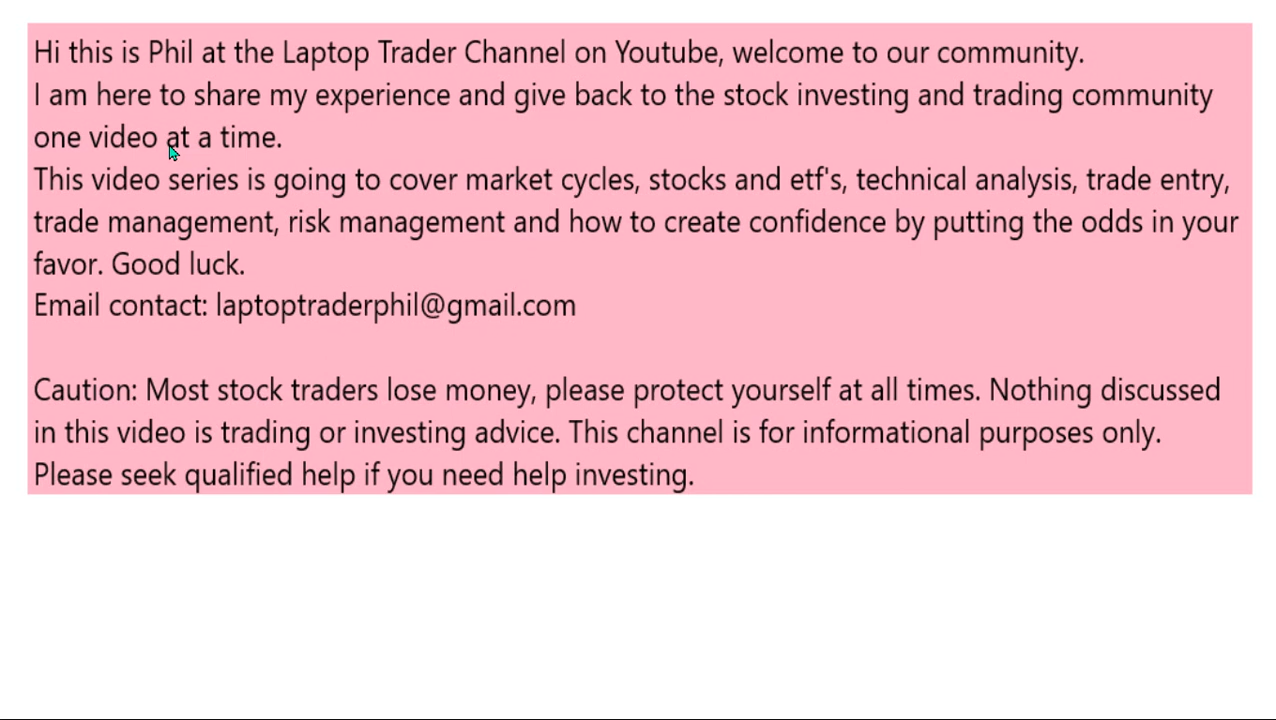 Hi this is Phil at the Laptop Trader Channel on Youtube, welcome to our community.
I am here to share my experience and give back to the stock investing and trading community
one video at a time.
This video series is going to cover market cycles, stocks and etf's, technical analysis, trade entry,
trade management, risk management and how to create confidence by putting the odds in your
favor. Good luck.
Email contact: laptoptraderphil@gmail.com
Caution: Most stock traders lose money, please protect yourself at all times. Nothing discussed
in this video is trading or investing advice. This channel is for informational purposes only.
Please seek qualified help if you need help investing.